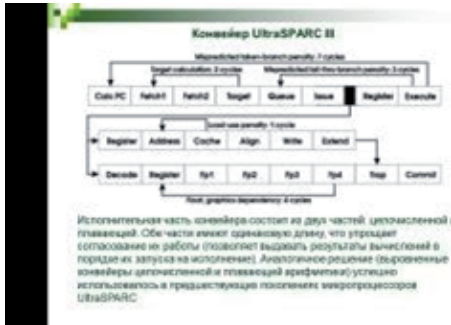 Конвейер UltraSPARC III
Mispredicted taken-branch penalty: 7 cycles
Target calculation: 3 cycles
Mispredicted fall-thru branch penalty: 3 cycles
Calc PC Fetch1 Fetch2 Target Queue Issue Register Execute
Load-use penalty: 1 cycle
Register Address Cache Align Write Extend
Decode Register Fp1 Fp2 Fp3 Fp4 Trap Commit
Float, graphics dependency: 4 cycles
Исполнительная часть конвейера состоит из двух частей: целочисленной и
плавающей. Обе части имеют одинаковую длину, что упрощает
согласование их работы (позволяет выдавать результаты вычислений в
порядке их запуска на исполнение). Аналогичное решение (выровненные
конвейеры целочисленной и плавающей арифметики) успешно
использовалось в предшествующих поколениях микропроцессоров
UltraSPARC